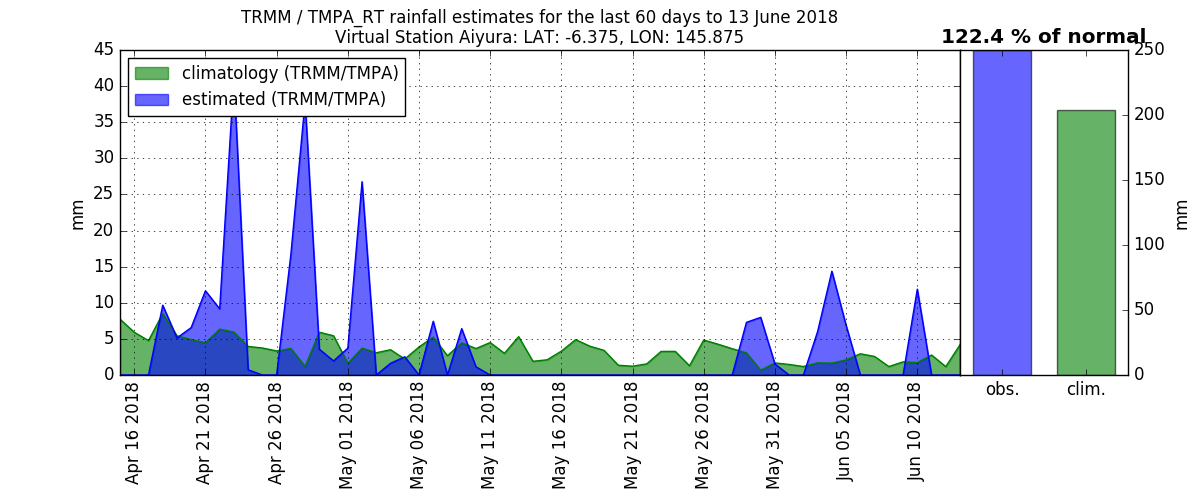 TRMM / TMPA_RT rainfall estimates for the last 60 days to 13 June 2018
Virtual Station Aiyura: LAT: -6.375, LON: 145.875
122.4 % of normal
climatology (TRMM/TMPA)
estimated (TRMM/TMPA)
45
40
35
30
25
20
15
10
5
0
mm
Apr 16 2018
Apr 21 2018
Apr 26 2018
May 01 2018
May 06 2018
May 11 2018
May 16 2018
May 21 2018
May 26 2018
May 31 2018
Jun 05 2018
Jun 10 2018
250
200
150
100
50
0
mm
obs.
clim.